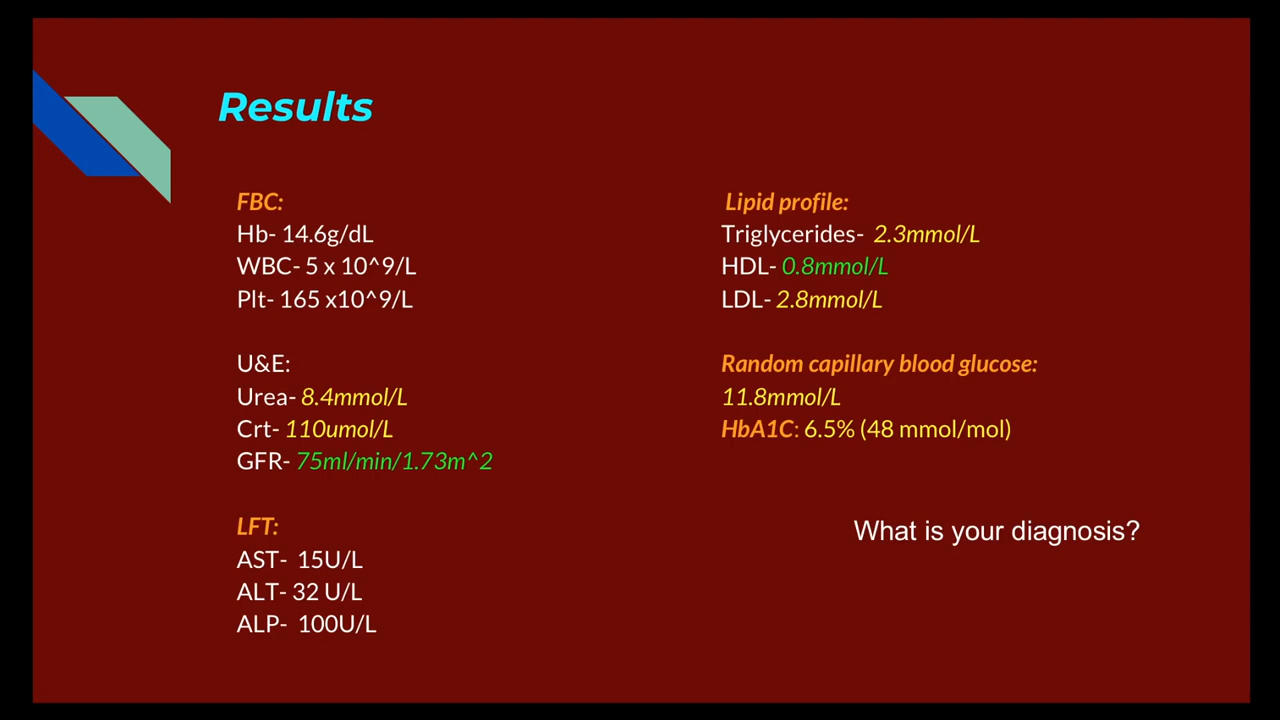 Results
FBC:
Hb- 14.6g/dL
WBC- 5 x 10^9/L
Plt- 165 x10^9/L
U&E:
Urea- 8.4mmol/L
Crt- 110umol/L
GFR- 75ml/min/1.73m^2
LFT:
AST-  15U/L
ALT- 32 U/L
ALP-  100U/L
Lipid profile:
Triglycerides-  2.3mmol/L
HDL- 0.8mmol/L
LDL- 2.8mmol/L
Random capillary blood glucose:
11.8mmol/L
HbA1C: 6.5% (48 mmol/mol)
What is your diagnosis?